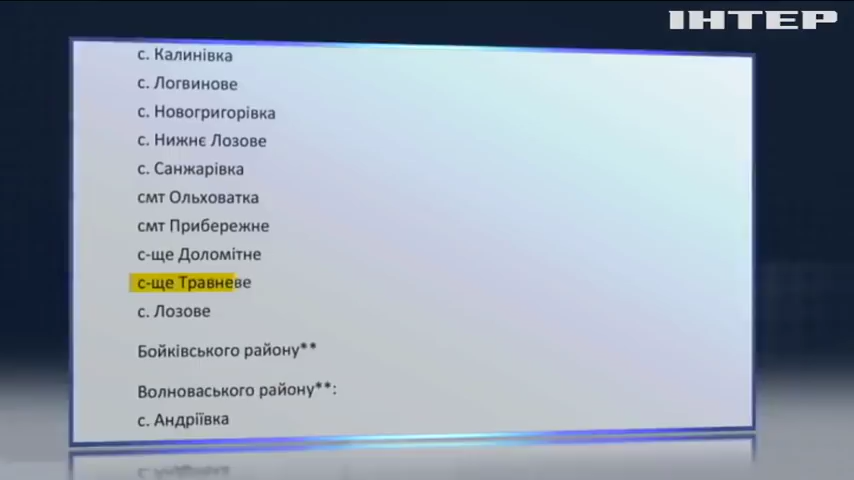 ІНТЕР
с. Калинівка
с. Логвинове
с. Новогригорівка
с. Нижнє Лозове
с. Санжарівка
смт Ольховатка
смт Прибережне
с-ще Доломітне
с-ще Травневе
с. Лозове
Бойківського району**
Волноваського району**:
с. Андріївка